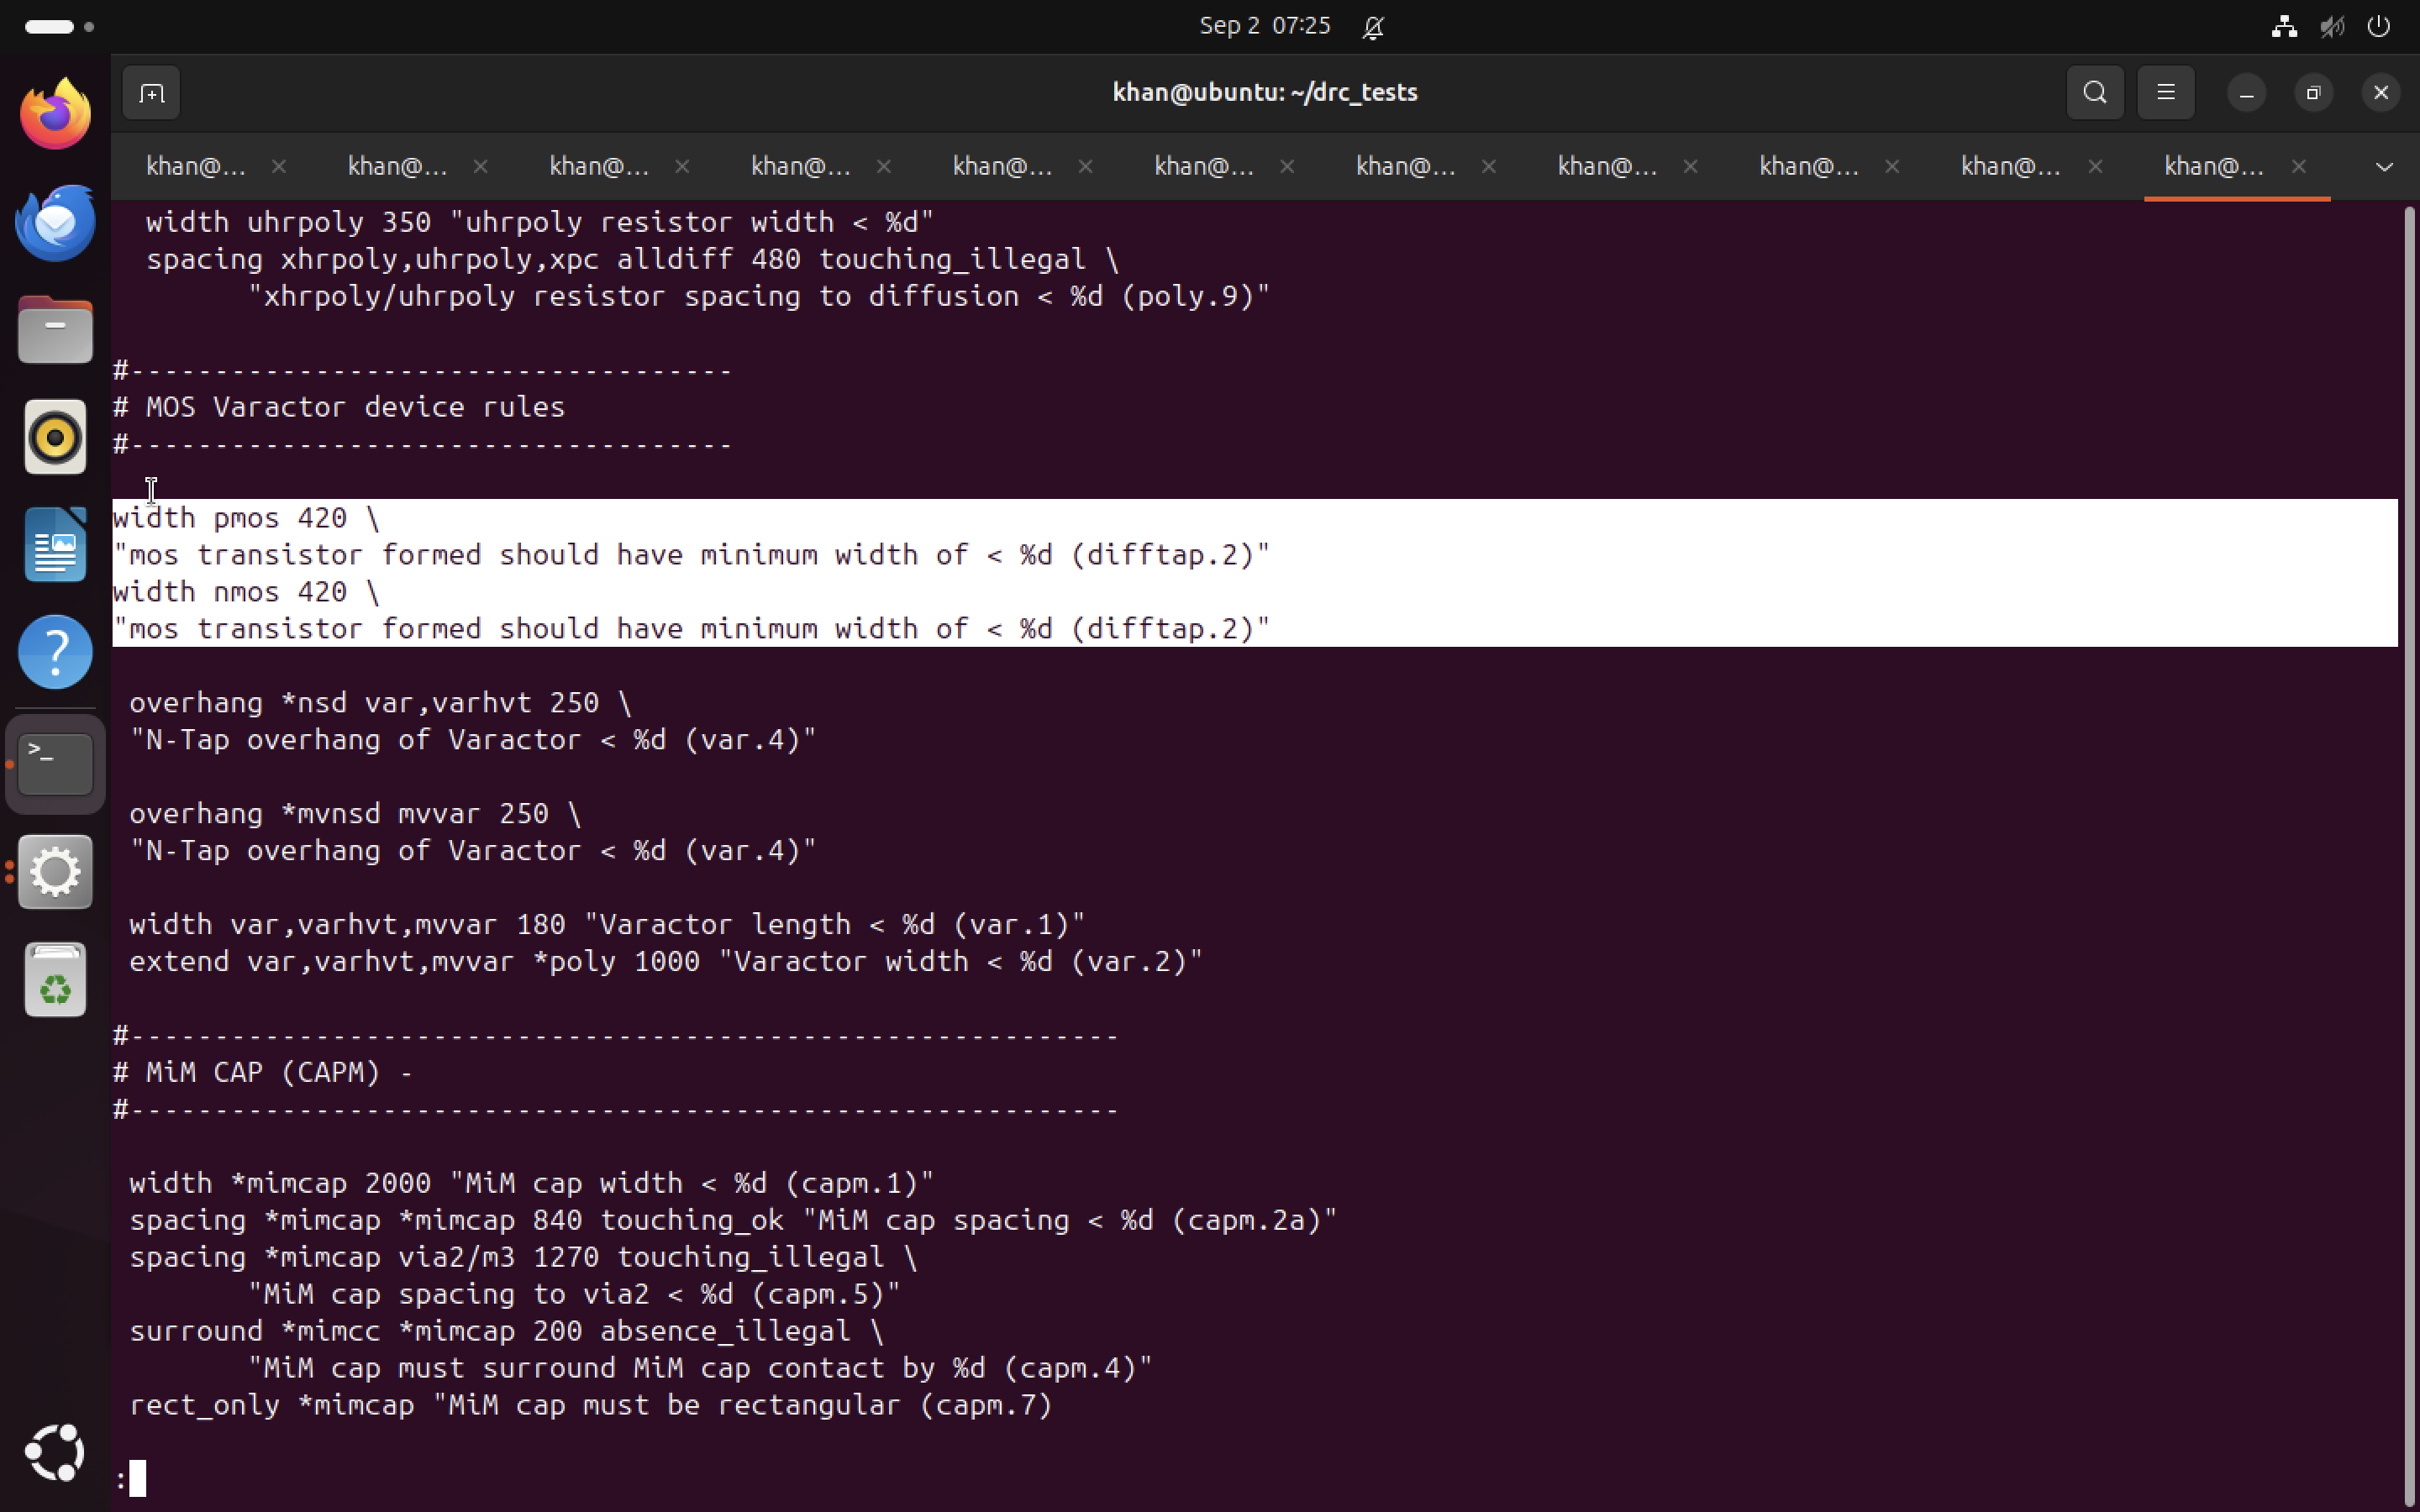 Sep 2 07:25
khan@ubuntu: ~/drc_tests
khan@... khan@... khan@... khan@... khan@... khan@... khan@... khan@... khan@... khan@... khan@...
  width uhrpoly 350 "uhrpoly resistor width < %d"
  spacing xhrpoly,uhrpoly,xpc alldiff 480 touching_illegal \
        "xhrpoly/uhrpoly resistor spacing to diffusion < %d (poly.9)"
#------------------------------------
# MOS Varactor device rules
#------------------------------------
width pmos 420 \
"mos transistor formed should have minimum width of < %d (difftap.2)"
width nmos 420 \
"mos transistor formed should have minimum width of < %d (difftap.2)"
 overhang *nsd var,varhvt 250 \
 "N-Tap overhang of Varactor < %d (var.4)"
 overhang *mvnsd mvvar 250 \
 "N-Tap overhang of Varactor < %d (var.4)"
 width var,varhvt,mvvar 180 "Varactor length < %d (var.1)"
 extend var,varhvt,mvvar *poly 1000 "Varactor width < %d (var.2)"
#-----------------------------------------------------------
# MiM CAP (CAPM) -
#-----------------------------------------------------------
 width *mimcap 2000 "MiM cap width < %d (capm.1)"
 spacing *mimcap *mimcap 840 touching_ok "MiM cap spacing < %d (capm.2a)"
 spacing *mimcap via2/m3 1270 touching_illegal \
        "MiM cap spacing to via2 < %d (capm.5)"
 surround *mimcc *mimcap 200 absence_illegal \
        "MiM cap must surround MiM cap contact by %d (capm.4)"
 rect_only *mimcap "MiM cap must be rectangular (capm.7)
: